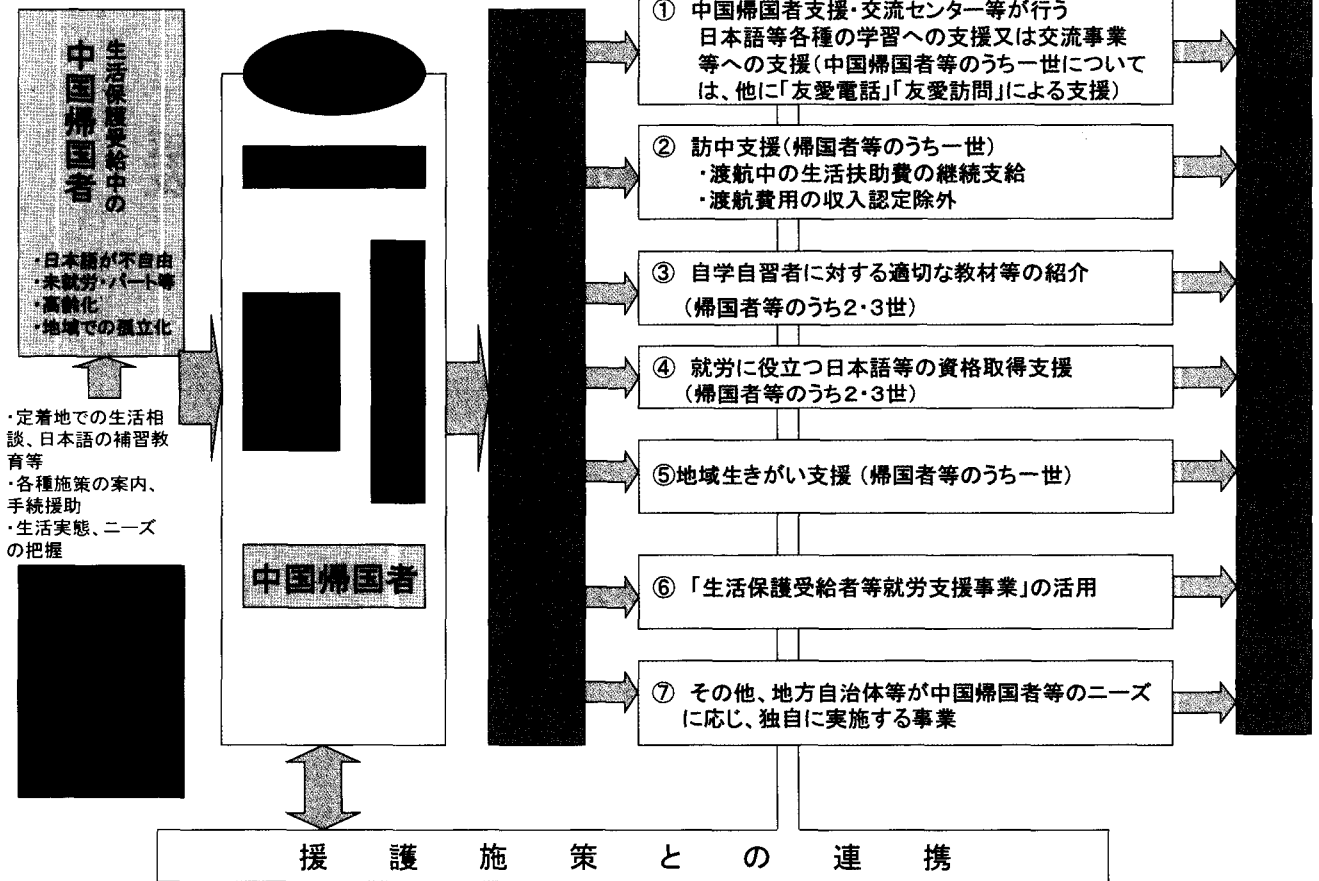 生活保護受給中の
中国帰国者
・日本語が不自由
・未就労・パート等
・高齢化
・地域での孤立化
・定着地での生活相
談、日本語の補習教
育等
・各種施策の案内、
手続援助
・生活実態、ニーズ
の把握
中国帰国者
① 中国帰国者支援・交流センター等が行う
日本語等各種の学習への支援又は交流事業
等への支援(中国帰国者等のうち一世について
は、他に「友愛電話」「友愛訪問」による支援)
② 訪中支援(帰国者等のうち一世)
・渡航中の生活扶助費の継続支給
・渡航費用の収入認定除外
③ 自学自習者に対する適切な教材等の紹介
(帰国者等のうち2・3世)
④ 就労に役立つ日本語等の資格取得支援
(帰国者等のうち2・3世)
⑤地域生きがい支援 (帰国者等のうち一世)
⑥ 「生活保護受給者等就労支援事業」の活用
⑦ その他、地方自治体等が中国帰国者等のニーズ
に応じ、独自に実施する事業
援護施策との連携